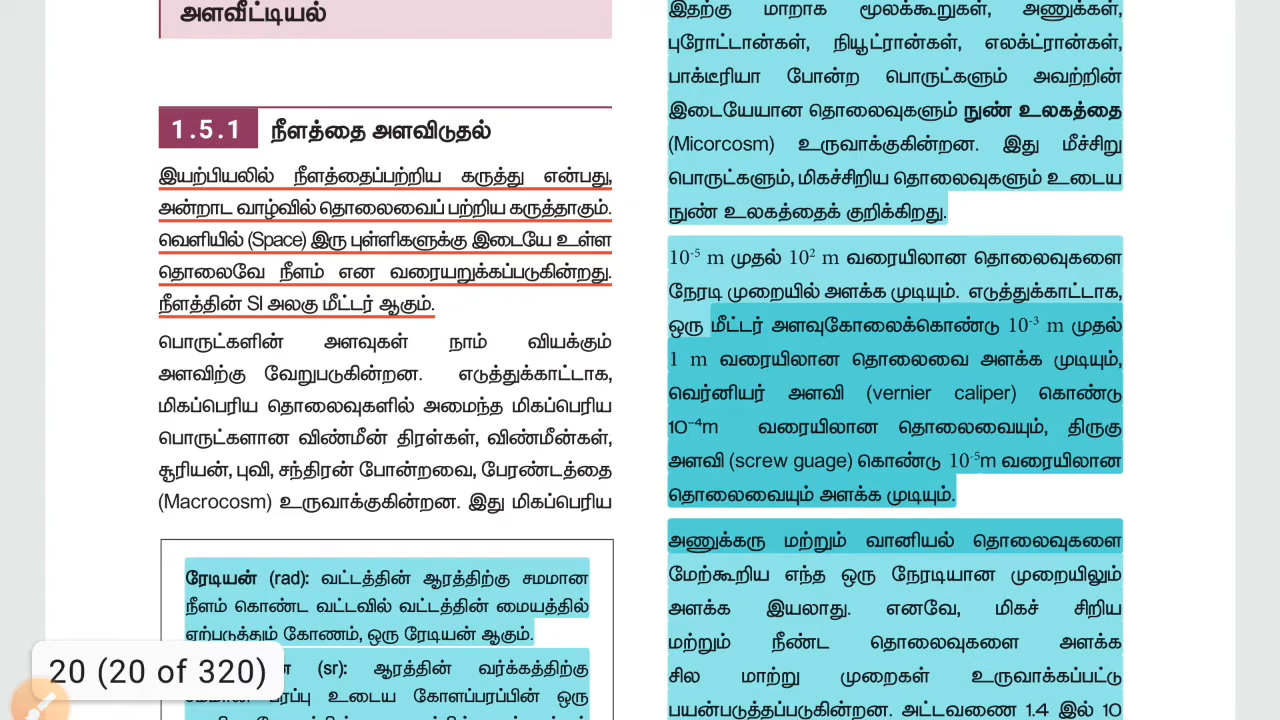 அளவீட்டியல்
1.5.1 நீளத்தை அளவிடுதல்
இயற்பியலில் நீளத்தைப்பற்றிய கருத்து என்பது,
அன்றாட வாழ்வில் தொலைவைப் பற்றிய கருத்தாகும்.
வெளியில் (Space) இரு புள்ளிகளுக்கு இடையே உள்ள
தொலைவே நீளம் என வரையறுக்கப்படுகின்றது.
நீளத்தின் SI அலகு மீட்டர் ஆகும்.
பொருட்களின் அளவுகள் நாம் வியக்கும்
அளவிற்கு வேறுபடுகின்றன. எடுத்துக்காட்டாக,
மிகப்பெரிய தொலைவுகளில் அமைந்த மிகப்பெரிய
பொருட்களான விண்மீன் திரள்கள், விண்மீன்கள்,
சூரியன், புவி, சந்திரன் போன்றவை, பேரண்டத்தை
(Macrocosm) உருவாக்குகின்றன. இது மிகப்பெரிய
ரேடியன் (rad): வட்டத்தின் ஆரத்திற்கு சமமான
நீளம் கொண்ட வட்டவில் வட்டத்தின் மையத்தில்
ஏற்படுத்தும் கோணம், ஒரு ரேடியன் ஆகும்.
(sr): ஆரத்தின் வர்க்கத்திற்கு
பரப்பு உடைய கோளப்பரப்பின் ஒரு
20 (20 of 320)
இதற்கு மாறாக மூலக்கூறுகள், அணுக்கள்,
புரோட்டான்கள், நியூட்ரான்கள், எலக்ட்ரான்கள்,
பாக்டீரியா போன்ற பொருட்களும் அவற்றின்
இடையேயான தொலைவுகளும் நுண் உலகத்தை
(Micorcosm) உருவாக்குகின்றன. இது மீச்சிறு
பொருட்களும், மிகச்சிறிய தொலைவுகளும் உடைய
நுண் உலகத்தைக் குறிக்கிறது.
10⁻⁵ m முதல் 10² m வரையிலான தொலைவுகளை
நேரடி முறையில் அளக்க முடியும். எடுத்துக்காட்டாக,
ஒரு மீட்டர் அளவுகோலைக்கொண்டு 10⁻³ m முதல்
1 m வரையிலான தொலைவை அளக்க முடியும்,
வெர்னியர் அளவி (vernier caliper) கொண்டு
10⁻⁴m வரையிலான தொலைவையும், திருகு
அளவி (screw guage) கொண்டு 10⁻⁵m வரையிலான
தொலைவையும் அளக்க முடியும்.
அணுக்கரு மற்றும் வானியல் தொலைவுகளை
மேற்கூறிய எந்த ஒரு நேரடியான முறையிலும்
அளக்க இயலாது. எனவே, மிகச் சிறிய
மற்றும் நீண்ட தொலைவுகளை அளக்க
சில மாற்று முறைகள் உருவாக்கப்பட்டு
பயன்படுத்தப்படுகின்றன. அட்டவணை 1.4 இல் 10